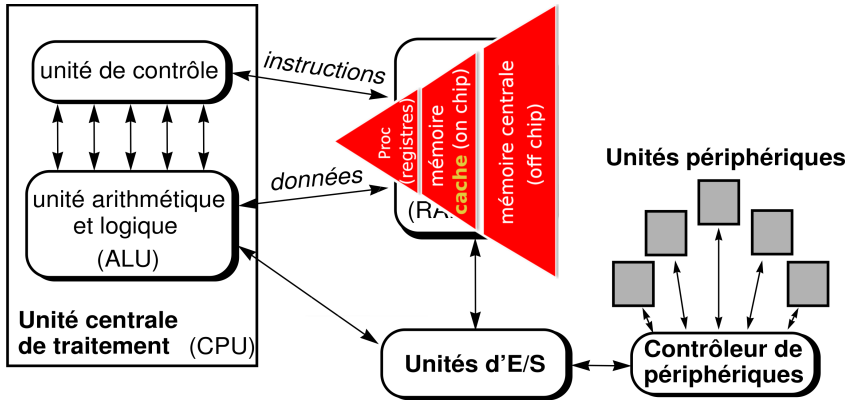 unité de contrôle
instructions
unité arithmétique
et logique
(ALU)
données
Unité centrale
de traitement (CPU)
Proc
(registres)
mémoire
cache (on chip)
mémoire centrale
(off chip)
Unités d'E/S
Unités périphériques
Contrôleur de
périphériques